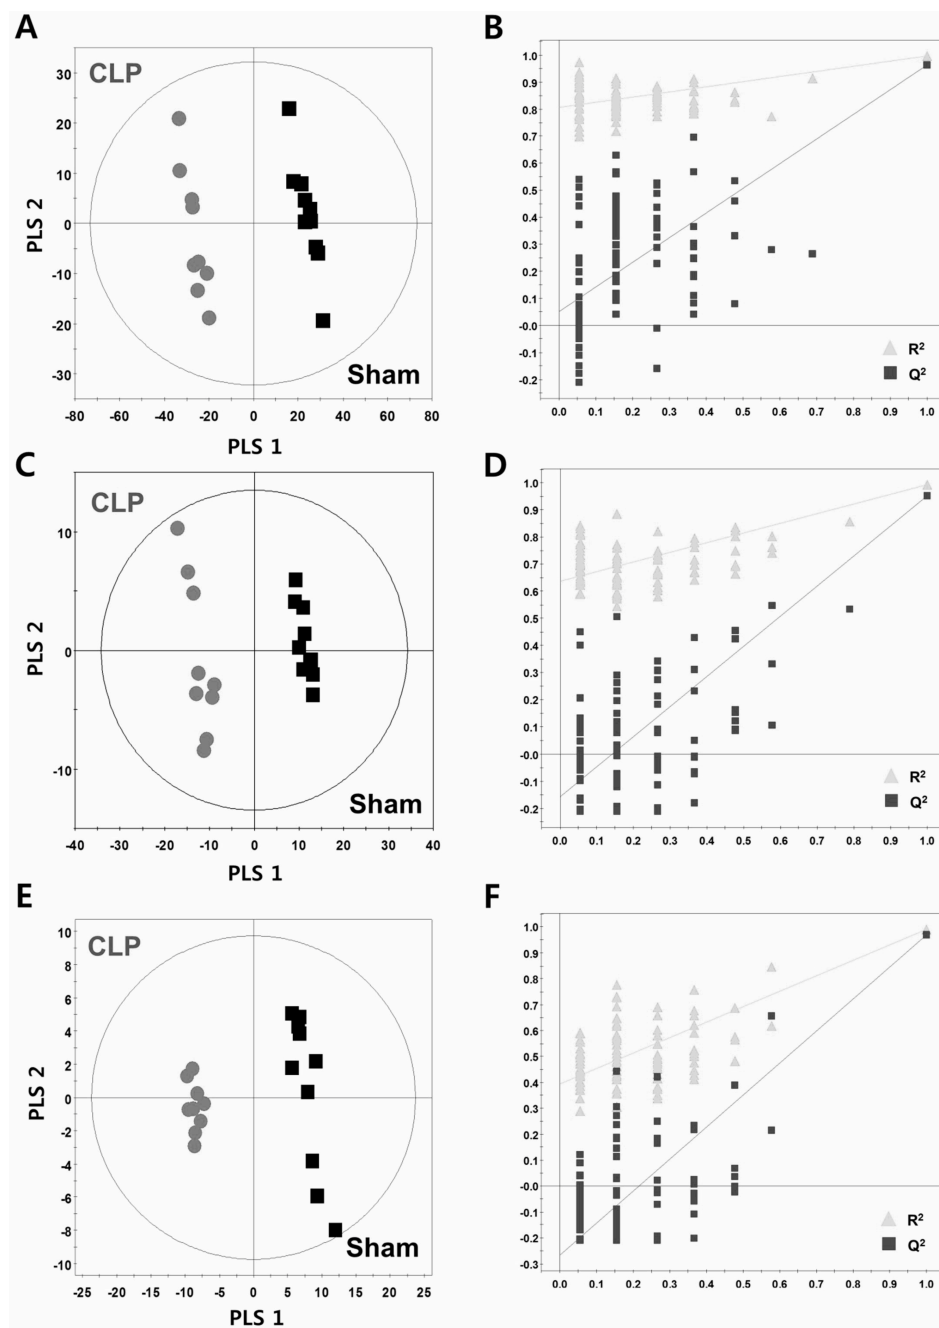 A
CLP
30
20
10
0
-10
-20
-30
PLS 2
Sham
-80 -60 -40 -20 0 20 40 60 80
PLS 1
B
1.0
0.9
0.8
0.7
0.6
0.5
0.4
0.3
0.2
0.1
-0.0
-0.1
-0.2
R²
Q²
0.0 0.1 0.2 0.3 0.4 0.5 0.6 0.7 0.8 0.9 1.0
C
CLP
10
0
-10
PLS 2
Sham
-40 -30 -20 -10 0 10 20 30 40
PLS 1
D
1.0
0.9
0.8
0.7
0.6
0.5
0.4
0.3
0.2
0.1
-0.0
-0.1
-0.2
R²
Q²
0.0 0.1 0.2 0.3 0.4 0.5 0.6 0.7 0.8 0.9 1.0
E
CLP
10
8
6
4
2
0
-2
-4
-6
-8
-10
PLS 2
Sham
-25 -20 -15 -10 -5 0 5 10 15 20 25
PLS 1
F
1.0
0.9
0.8
0.7
0.6
0.5
0.4
0.3
0.2
0.1
-0.0
-0.1
-0.2
-0.3
R²
Q²
0.0 0.1 0.2 0.3 0.4 0.5 0.6 0.7 0.8 0.9 1.0